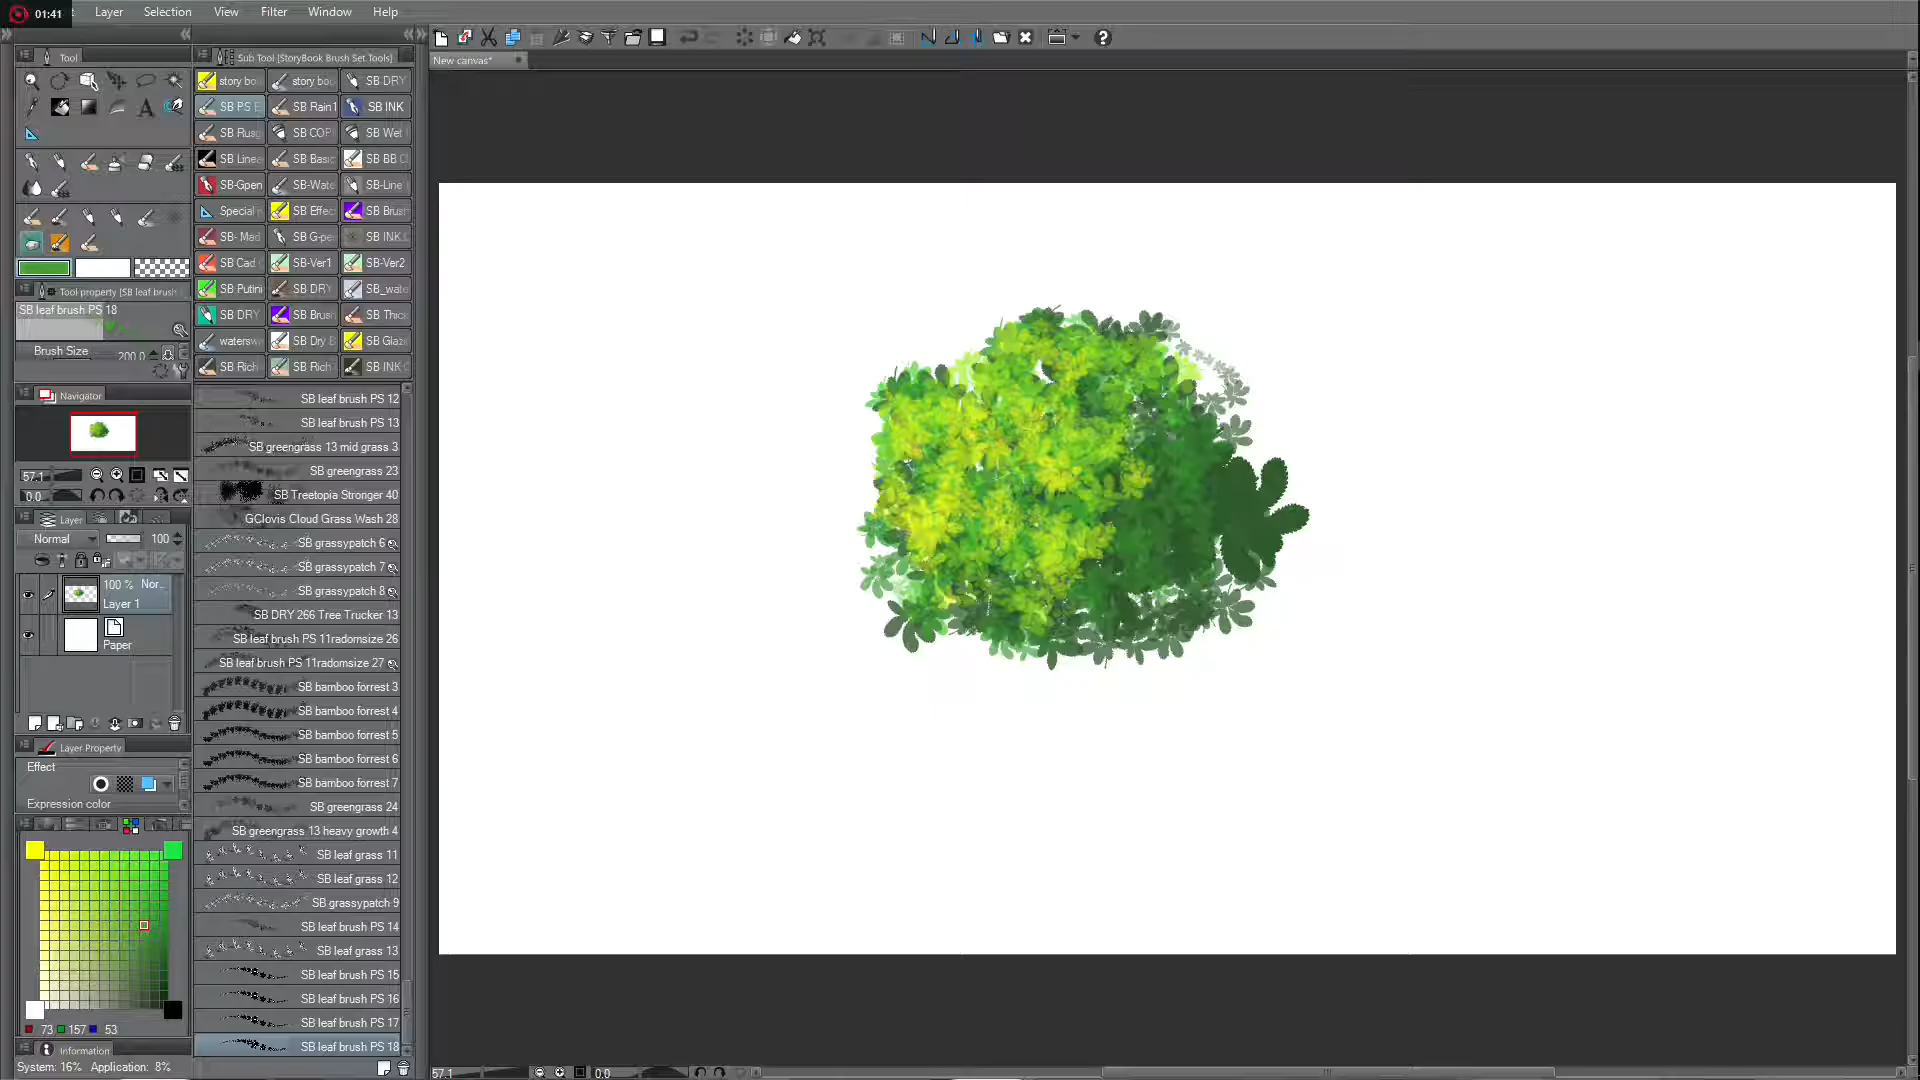 01:41
Layer
Selection
View
Filter
Window
Help
Tool
Sub Tool [StoryBook Brush Set Tools]
New canvas*
story bo
story boo
SB DRY
SB PS E
SB Rain1
SB INK
SB Rusg
SB COP
SB Wet
SB Linea
SB Basic
SB BB C
SB-Gpen
SB-Wate
SB-Line
Special
SB Effec
SB Brus
SB- Mad
SB G-pe
SB INK
SB Cad
SB-Ver1
SB-Ver2
SB Putini
SB DRY
SB_wate
SB DRY
SB Brush
SB Thic
watersw
SB Dry B
SB Glaz
SB Rich
SB Rich
SB INK
Tool property [SB leaf brush
SB leaf brush PS 18
Brush Size
200.0
Navigator
57.1
0.0
Layer
Normal
100
100 % Nor..
Layer 1
Paper
Layer Property
Effect
Expression color
73 157 53
Information
System: 16% Application: 8%
SB leaf brush PS 12
SB leaf brush PS 13
SB greengrass 13 mid grass 3
SB greengrass 23
SB Treetopia Stronger 40
GClovis Cloud Grass Wash 28
SB grassypatch 6
SB grassypatch 7
SB grassypatch 8
SB DRY 266 Tree Trucker 13
SB leaf brush PS 11radomsize 26
SB leaf brush PS 11radomsize 27
SB bamboo forrest 3
SB bamboo forrest 4
SB bamboo forrest 5
SB bamboo forrest 6
SB bamboo forrest 7
SB greengrass 24
SB greengrass 13 heavy growth 4
SB leaf grass 11
SB leaf grass 12
SB grassypatch 9
SB leaf brush PS 14
SB leaf grass 13
SB leaf brush PS 15
SB leaf brush PS 16
SB leaf brush PS 17
SB leaf brush PS 18
57.1
0.0